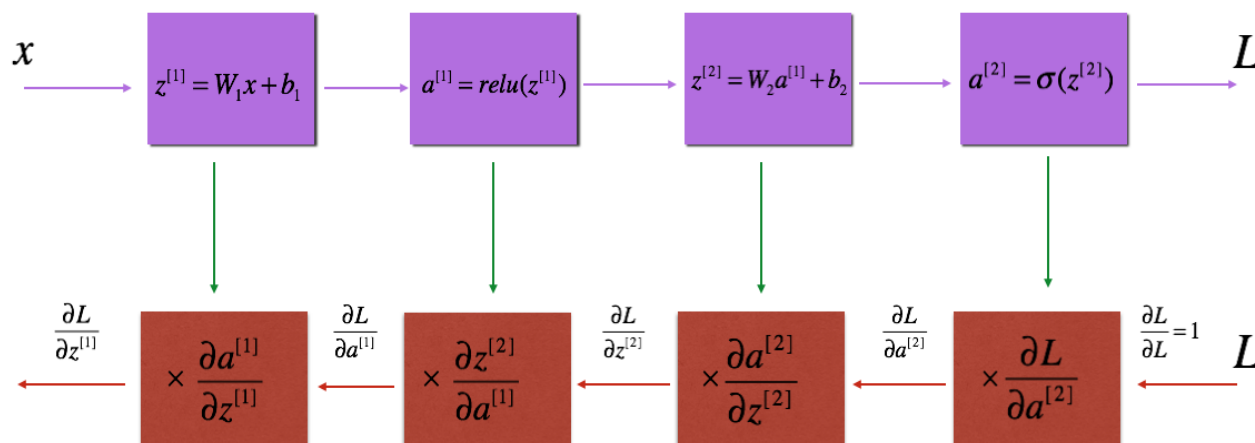 x
z^{[1]} = W_1x + b_1
a^{[1]} = relu(z^{[1]})
z^{[2]} = W_2a^{[1]} + b_2
a^{[2]} = σ(z^{[2]})
L
∂L/∂z^{[1]}
× ∂a^{[1]}/∂z^{[1]}
∂L/∂a^{[1]}
× ∂z^{[2]}/∂a^{[1]}
∂L/∂z^{[2]}
× ∂a^{[2]}/∂z^{[2]}
∂L/∂a^{[2]}
× ∂L/∂a^{[2]}
∂L/∂L = 1
L